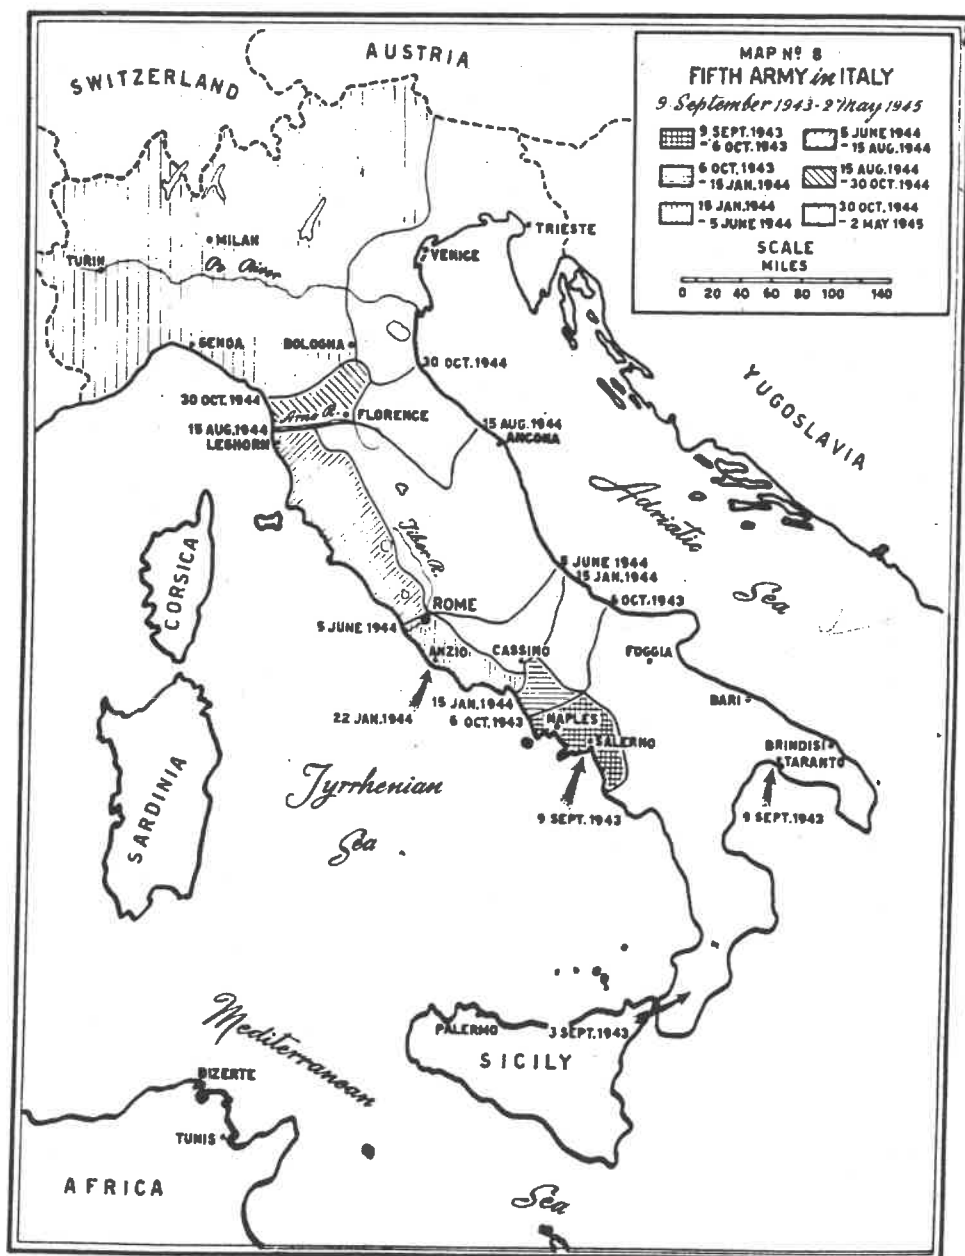 MAP Nº 8
FIFTH ARMY in ITALY
9 September 1943-2 May 1945
9 SEPT. 1943
- 6 OCT. 1943
5 JUNE 1944
- 15 AUG. 1944
6 OCT. 1943
- 15 JAN. 1944
15 AUG. 1944
- 30 OCT. 1944
15 JAN. 1944
- 5 JUNE 1944
30 OCT. 1944
- 2 MAY 1945
SCALE
MILES
0 20 40 60 80 100 140
AUSTRIA
SWITZERLAND
TRIESTE
MILAN
VENICE
TURIN
Po River
GENOA
BOLOGNA
30 OCT. 1944
YUGOSLAVIA
30 OCT. 1944
Arno R.
FLORENCE
15 AUG. 1944
15 AUG. 1944
LEGHORN
ANCONA
Adriatic
Sea
CORSICA
Tiber R.
5 JUNE 1944
15 JAN. 1944
6 OCT. 1943
ROME
5 JUNE 1944
ANZIO
CASSINO
FOGGIA
22 JAN. 1944
15 JAN. 1944
6 OCT. 1943
NAPLES
SALERNO
BARI
BRINDISI
TARANTO
SARDINIA
Tyrrhenian
Sea
9 SEPT. 1943
9 SEPT. 1943
Mediterranean
Sea
PALERMO
3 SEPT. 1943
SICILY
BIZERTE
TUNIS
AFRICA